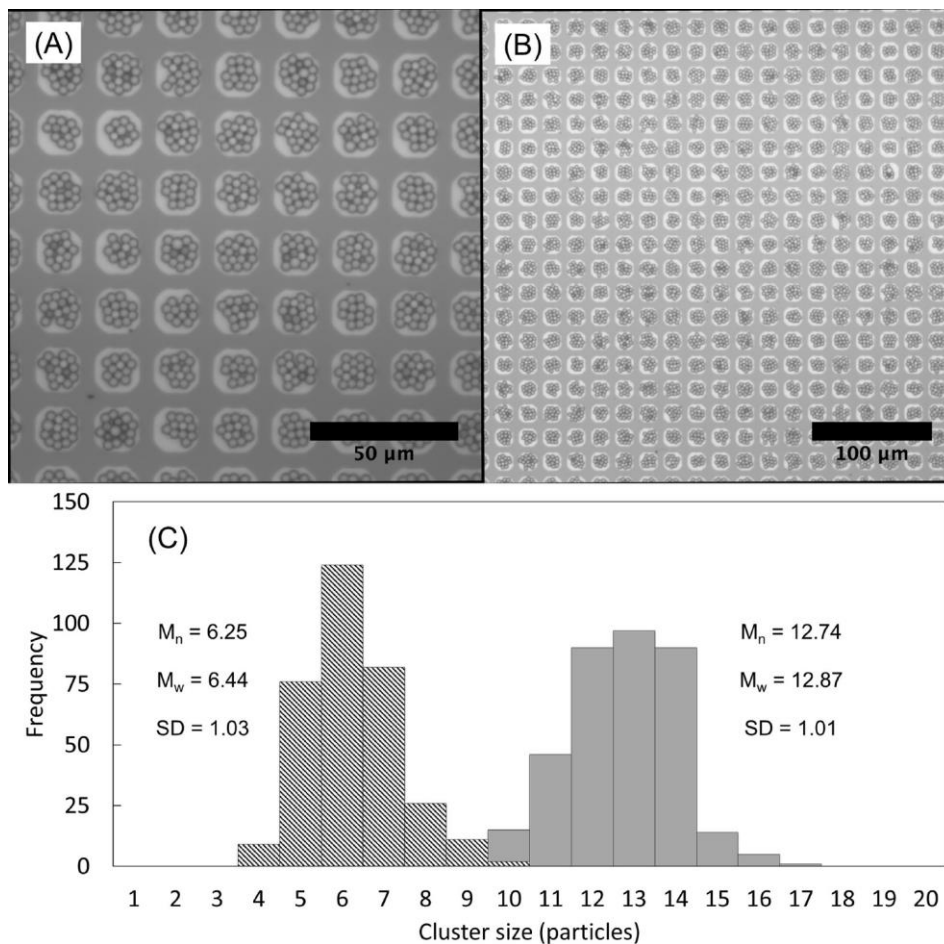 (A)
(B)
50 µm
100 µm
(C)
150
125
100
75
50
25
0
Frequency
Mn = 6.25
Mw = 6.44
SD = 1.03
Mn = 12.74
Mw = 12.87
SD = 1.01
1 2 3 4 5 6 7 8 9 10 11 12 13 14 15 16 17 18 19 20
Cluster size (particles)